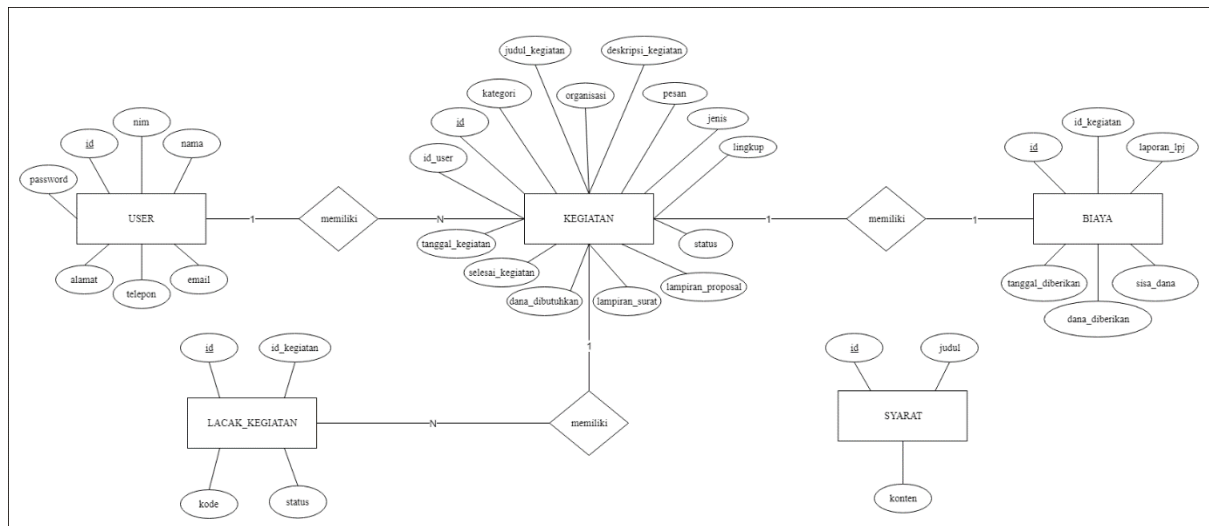 judul_kegiatan
deskripsi_kegiatan
kategori
organisasi
pesan
nim
id
jenis
id_kegiatan
id
nama
id_user
lingkup
id
laporan_lpj
password
USER
1
memiliki
N
KEGIATAN
1
memiliki
1
BIAYA
tanggal_kegiatan
status
alamat
telepon
email
selesai_kegiatan
lampiran_proposal
tanggal_diberikan
sisa_dana
dana_dibutuhkan
lampiran_surat
dana_diberikan
id
id_kegiatan
1
id
judul
LACAK_KEGIATAN
N
memiliki
SYARAT
kode
status
konten